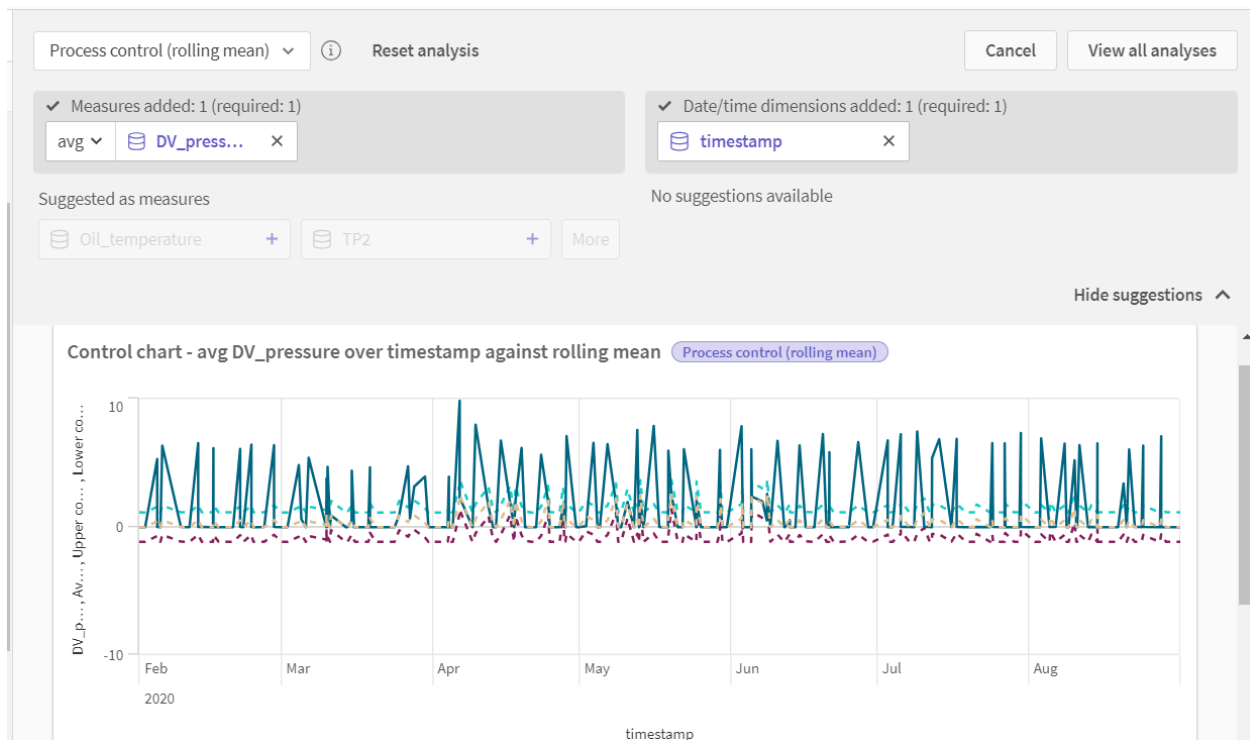 Process control (rolling mean)
Reset analysis
Cancel
View all analyses
Measures added: 1 (required: 1)
avg
DV_press...
Date/time dimensions added: 1 (required: 1)
timestamp
Suggested as measures
Oil_temperature
TP2
More
No suggestions available
Hide suggestions
Control chart - avg DV_pressure over timestamp against rolling mean
Process control (rolling mean)
DV_p..., Av..., Upper co..., Lower co...
10
0
-10
Feb
Mar
Apr
May
Jun
Jul
Aug
2020
timestamp